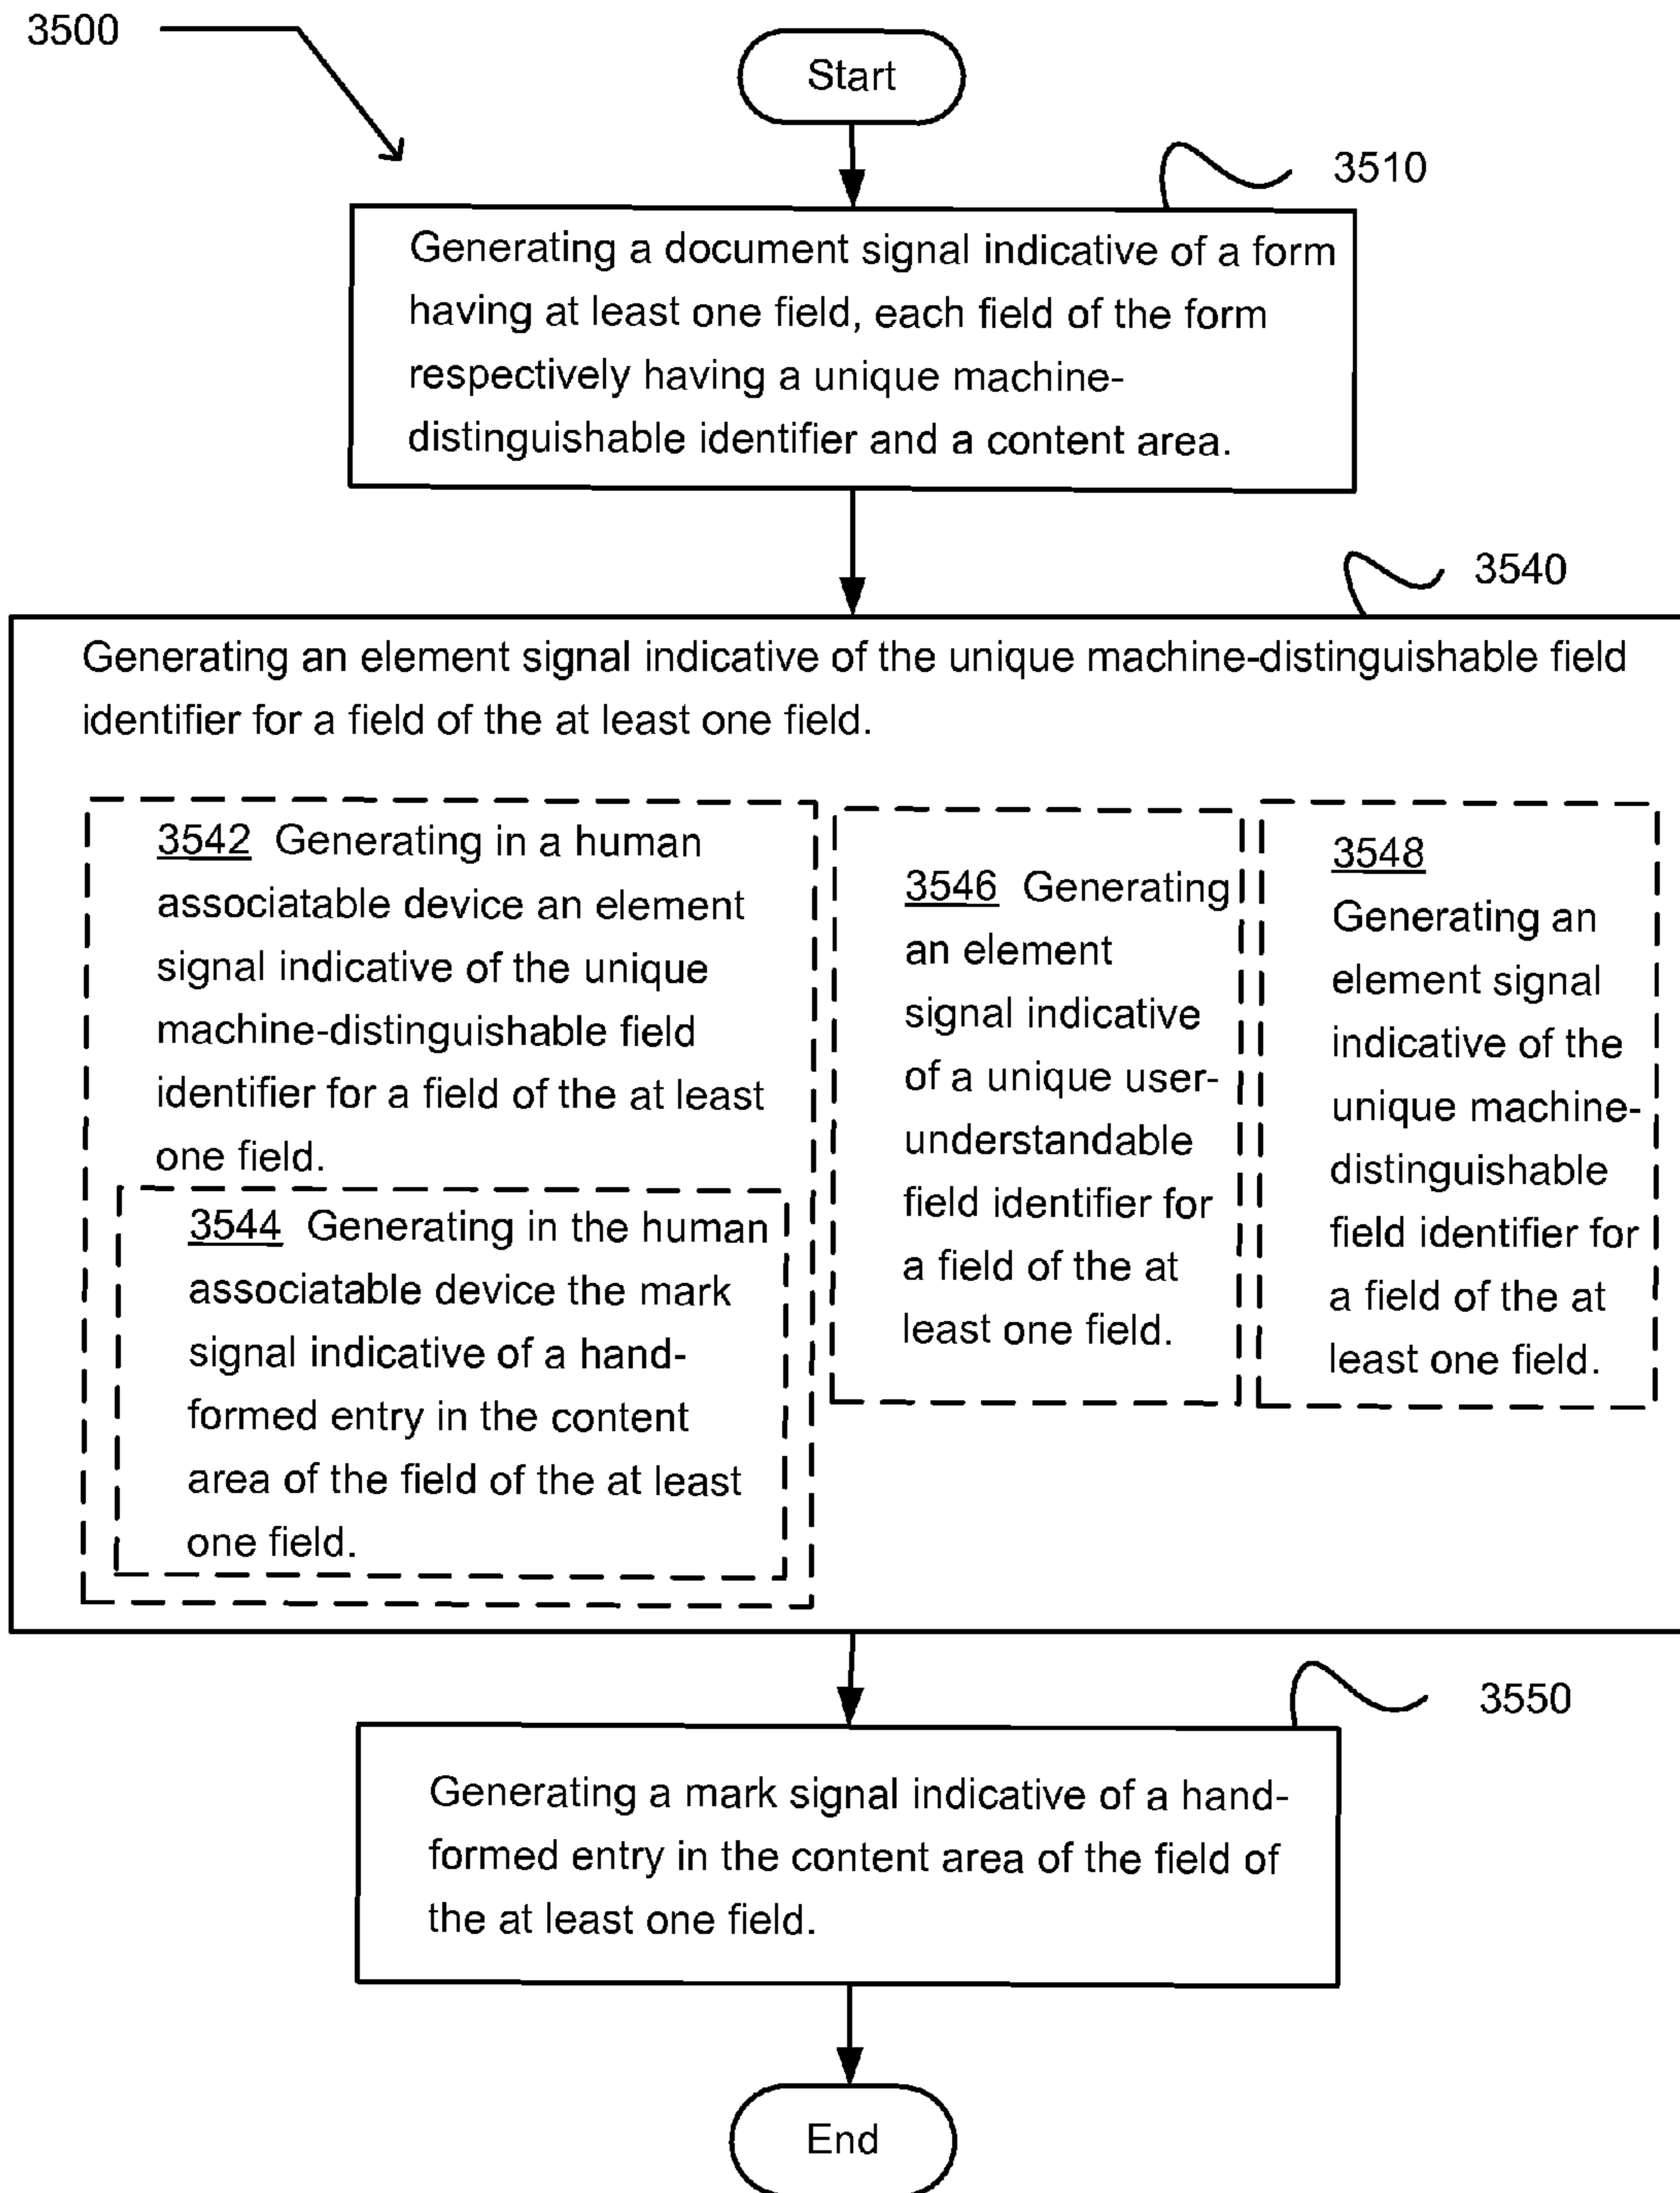 3500
Start
3510
Generating a document signal indicative of a form
having at least one field, each field of the form
respectively having a unique machine-
distinguishable identifier and a content area.
3540
Generating an element signal indicative of the unique machine-distinguishable field
identifier for a field of the at least one field.
3542 Generating in a human
associatable device an element
signal indicative of the unique
machine-distinguishable field
identifier for a field of the at least
one field.
3544 Generating in the human
associatable device the mark
signal indicative of a hand-
formed entry in the content
area of the field of the at least
one field.
3546 Generating
an element
signal indicative
of a unique user-
understandable
field identifier for
a field of the at
least one field.
3548
Generating an
element signal
indicative of the
unique machine-
distinguishable
field identifier for
a field of the at
least one field.
3550
Generating a mark signal indicative of a hand-
formed entry in the content area of the field of
the at least one field.
End